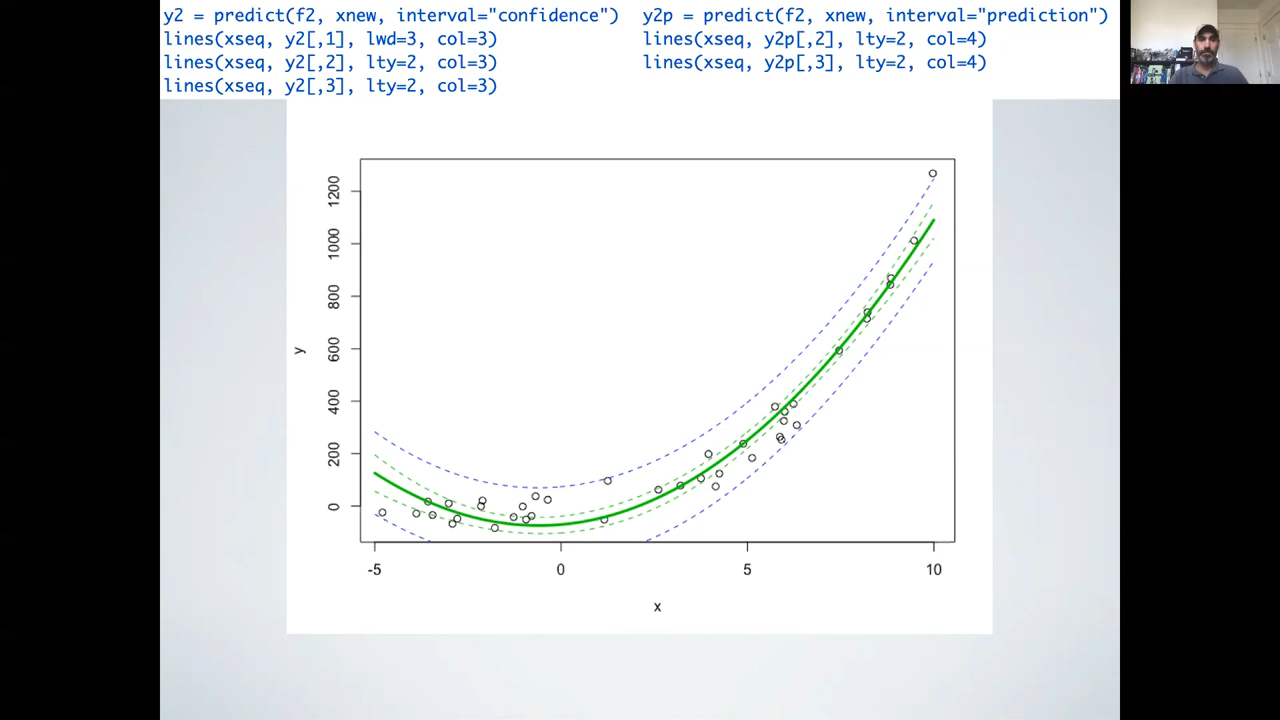 y2 = predict(f2, xnew, interval="confidence")
lines(xseq, y2[,1], lwd=3, col=3)
lines(xseq, y2[,2], lty=2, col=3)
lines(xseq, y2[,3], lty=2, col=3)
y2p = predict(f2, xnew, interval="prediction")
lines(xseq, y2p[,2], lty=2, col=4)
lines(xseq, y2p[,3], lty=2, col=4)
1200
1000
800
600
400
200
0
y
-5 0 5 10
x